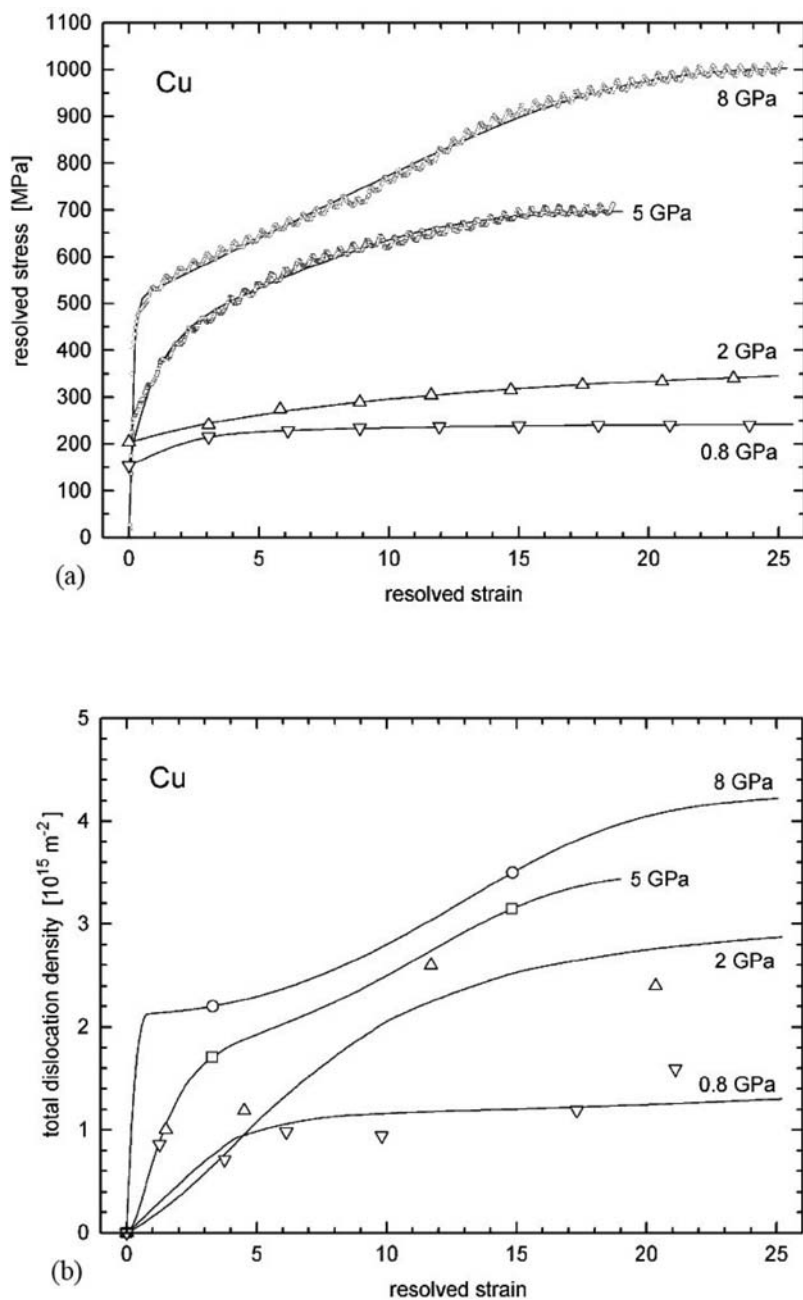 1100
1000
900
800
700
600
500
400
300
200
100
0
resolved stress [MPa]
Cu
8 GPa
5 GPa
2 GPa
0.8 GPa
0 5 10 15 20 25
(a)
resolved strain
5
4
3
2
1
0
total dislocation density [10¹⁵ m⁻²]
Cu
8 GPa
5 GPa
2 GPa
0.8 GPa
0 5 10 15 20 25
(b)
resolved strain